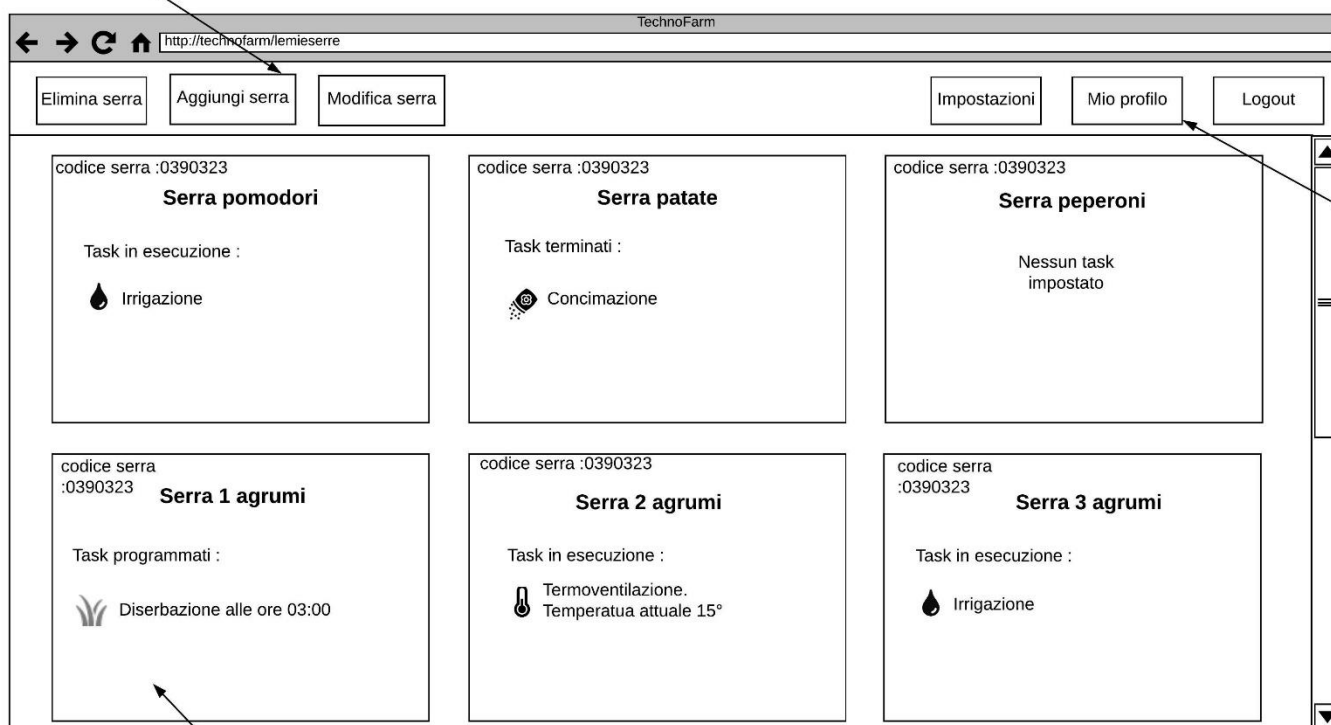 TechnoFarm
http://technofarm/lemieserre
Elimina serra
Aggiungi serra
Modifica serra
Impostazioni
Mio profilo
Logout
codice serra :0390323
Serra pomodori
Task in esecuzione :
Irrigazione
codice serra :0390323
Serra patate
Task terminati :
Concimazione
codice serra :0390323
Serra peperoni
Nessun task
impostato
codice serra
:0390323
Serra 1 agrumi
Task programmati :
Diserbazione alle ore 03:00
codice serra :0390323
Serra 2 agrumi
Task in esecuzione :
Termoventilazione.
Temperatua attuale 15°
codice serra
:0390323
Serra 3 agrumi
Task in esecuzione :
Irrigazione